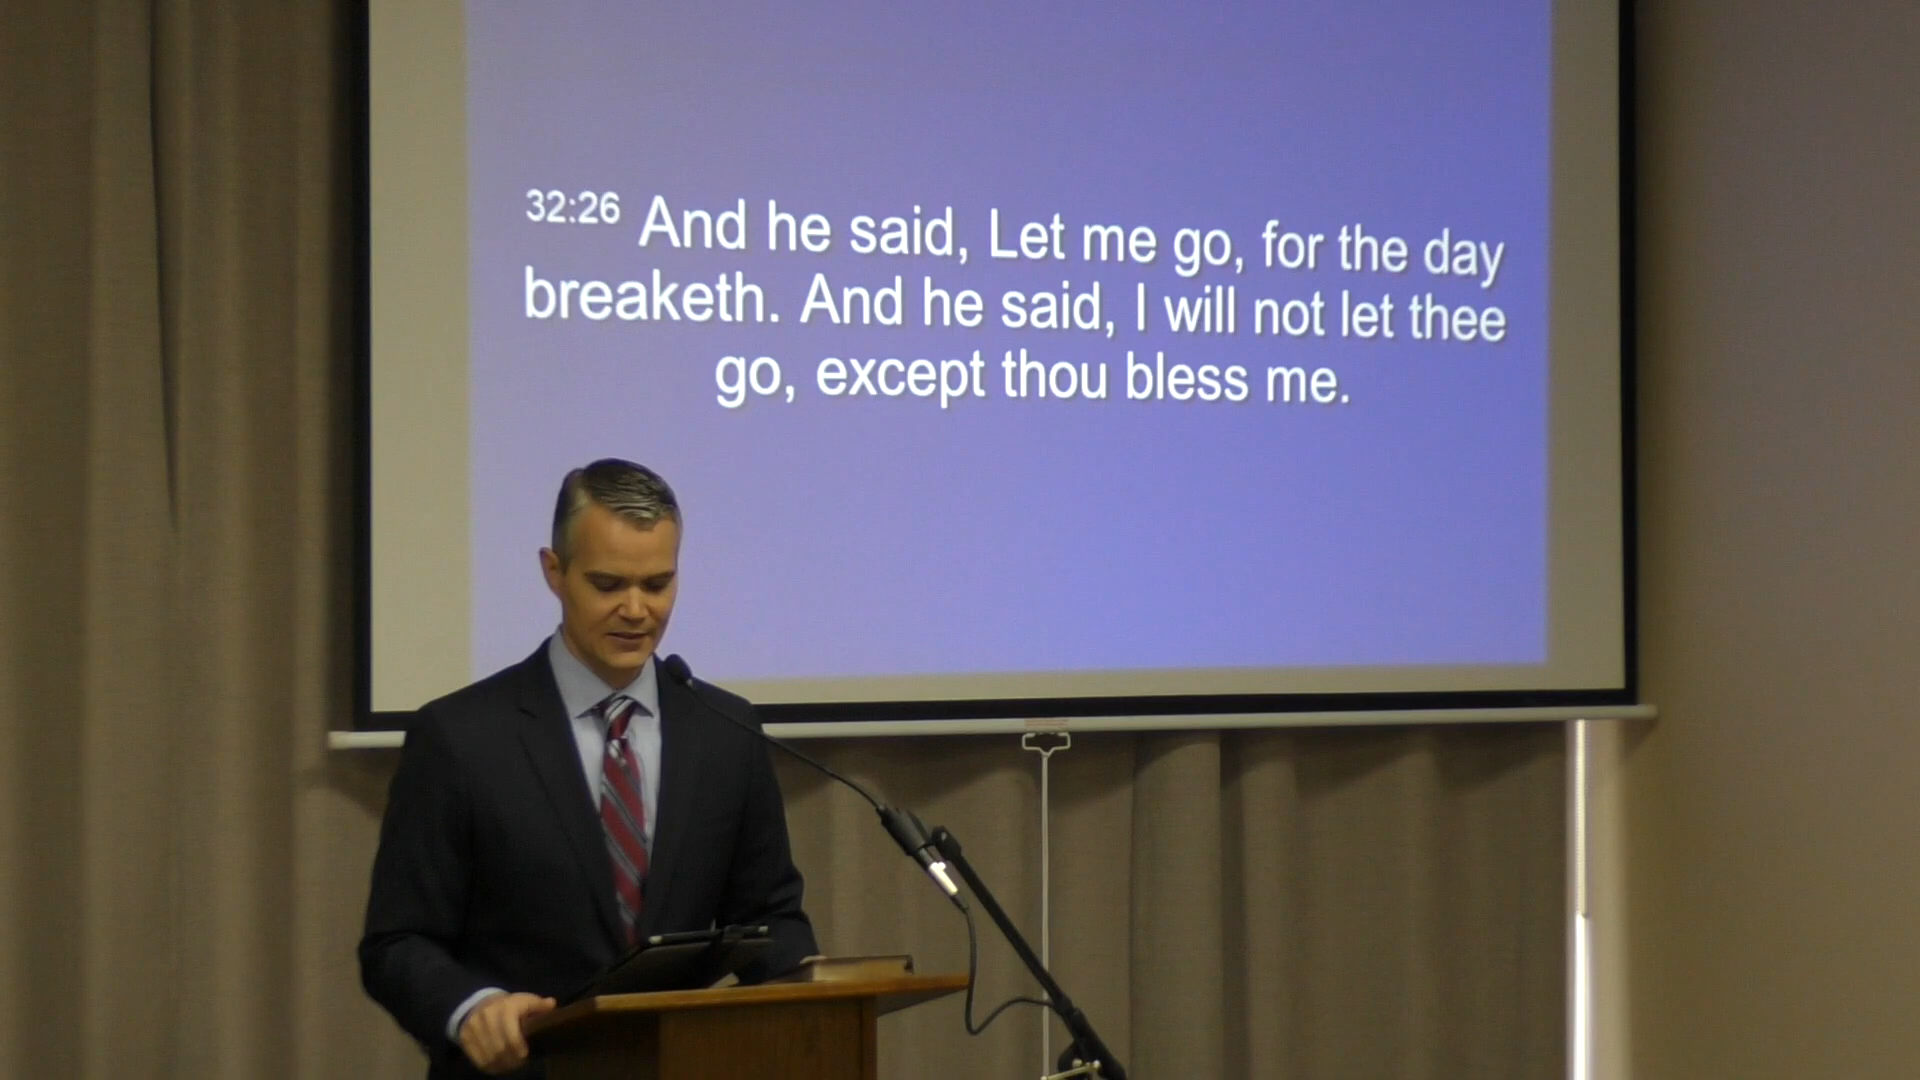 32:26 And he said, Let me go, for the day
breaketh. And he said, I will not let thee
go, except thou bless me.